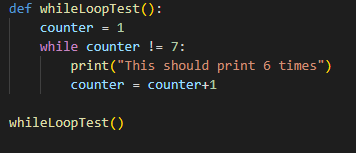 def whileLoopTest():
    counter = 1
    while counter != 7:
        print("This should print 6 times")
        counter = counter+1

whileLoopTest()